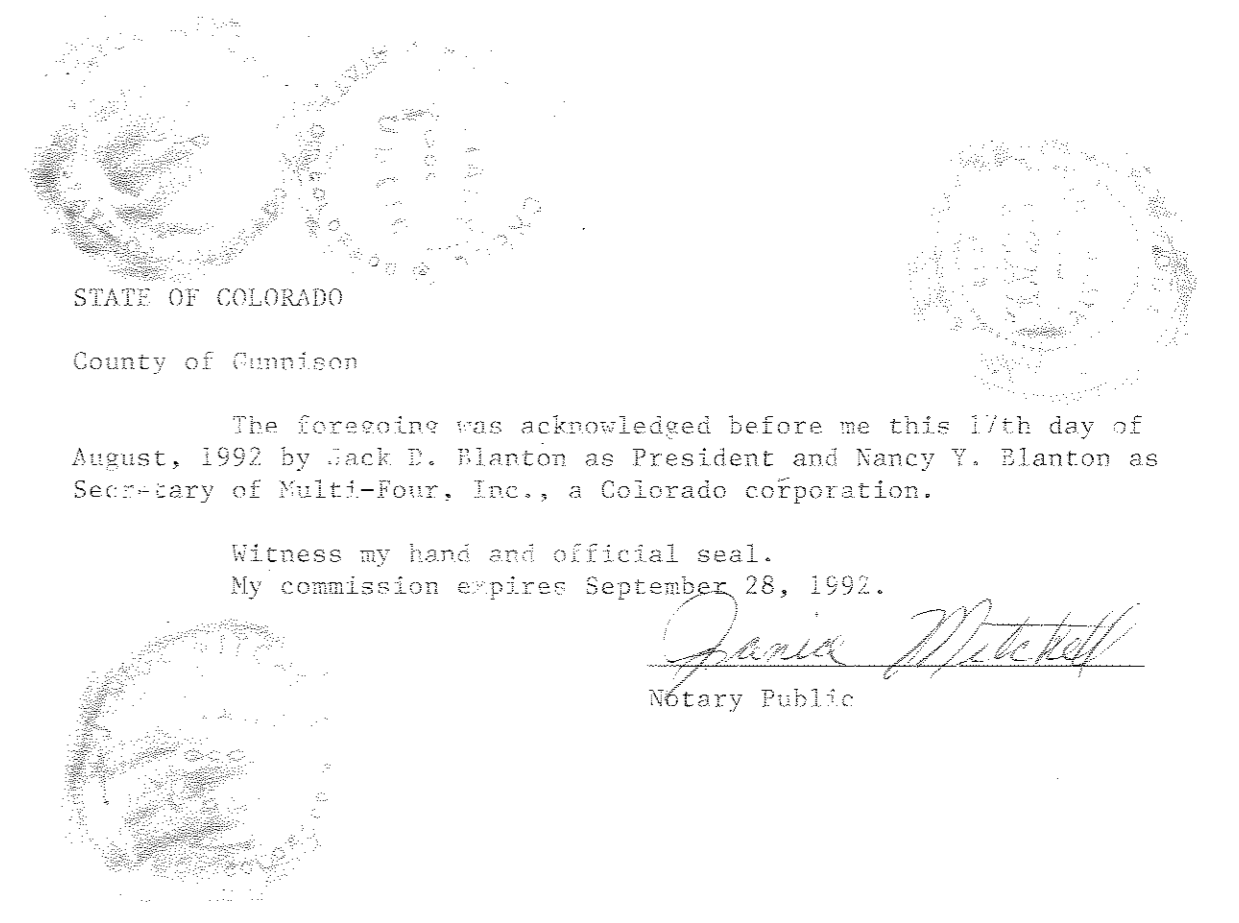 STATE OF COLORADO
County of Gunnison
The foregoing was acknowledged before me this 17th day of
August, 1992 by Jack D. Blanton as President and Nancy Y. Blanton as
Secretary of Multi-Four, Inc., a Colorado corporation.
Witness my hand and official seal.
My commission expires September 28, 1992.
Mitchell
Notary Public